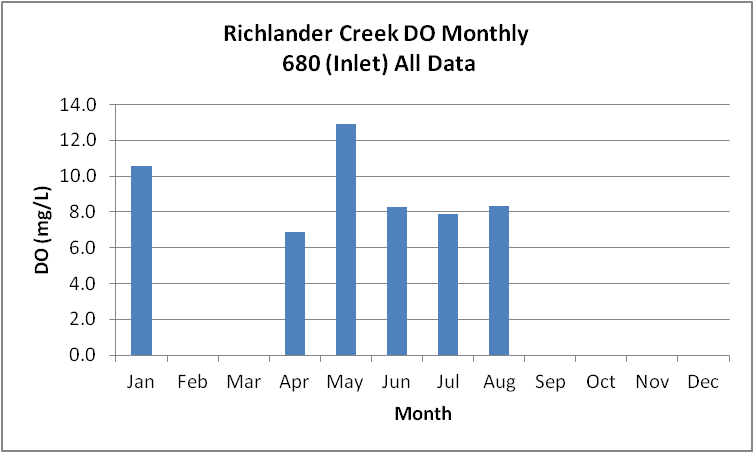 Richlander Creek DO Monthly
680 (Inlet) All Data
DO (mg/L)
14.0
12.0
10.0
8.0
6.0
4.0
2.0
0.0
Jan Feb Mar Apr May Jun Jul Aug Sep Oct Nov Dec
Month